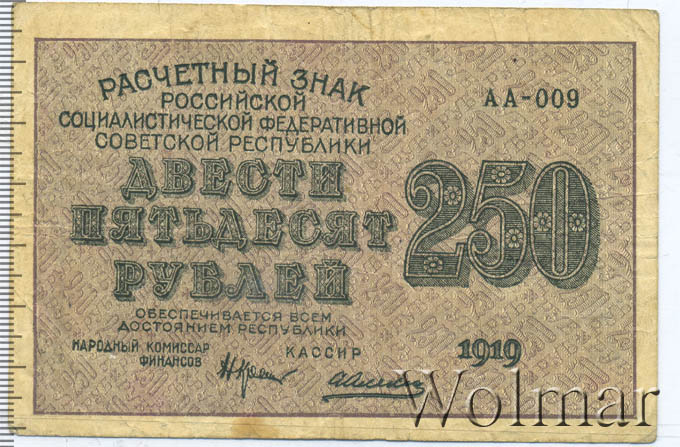 РАСЧЕТНЫЙ ЗНАК
РОССИЙСКОЙ
СОЦИАЛИСТИЧЕСКОЙ ФЕДЕРАТИВНОЙ
СОВЕТСКОЙ РЕСПУБЛИКИ
АА-009
ДВЕСТИ
ПЯТЬДЕСЯТ
РУБЛЕЙ
250
ОБЕСПЕЧИВАЕТСЯ ВСЕМ
ДОСТОЯНИЕМ РЕСПУБЛИКИ
НАРОДНЫЙ КОМИССАР
ФИНАНСОВ
КАССИР
1919
Wolmar